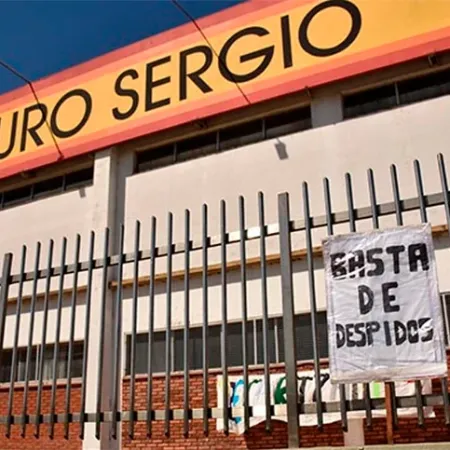 URO SERGIO
BASTA
DE
DESPIDOS